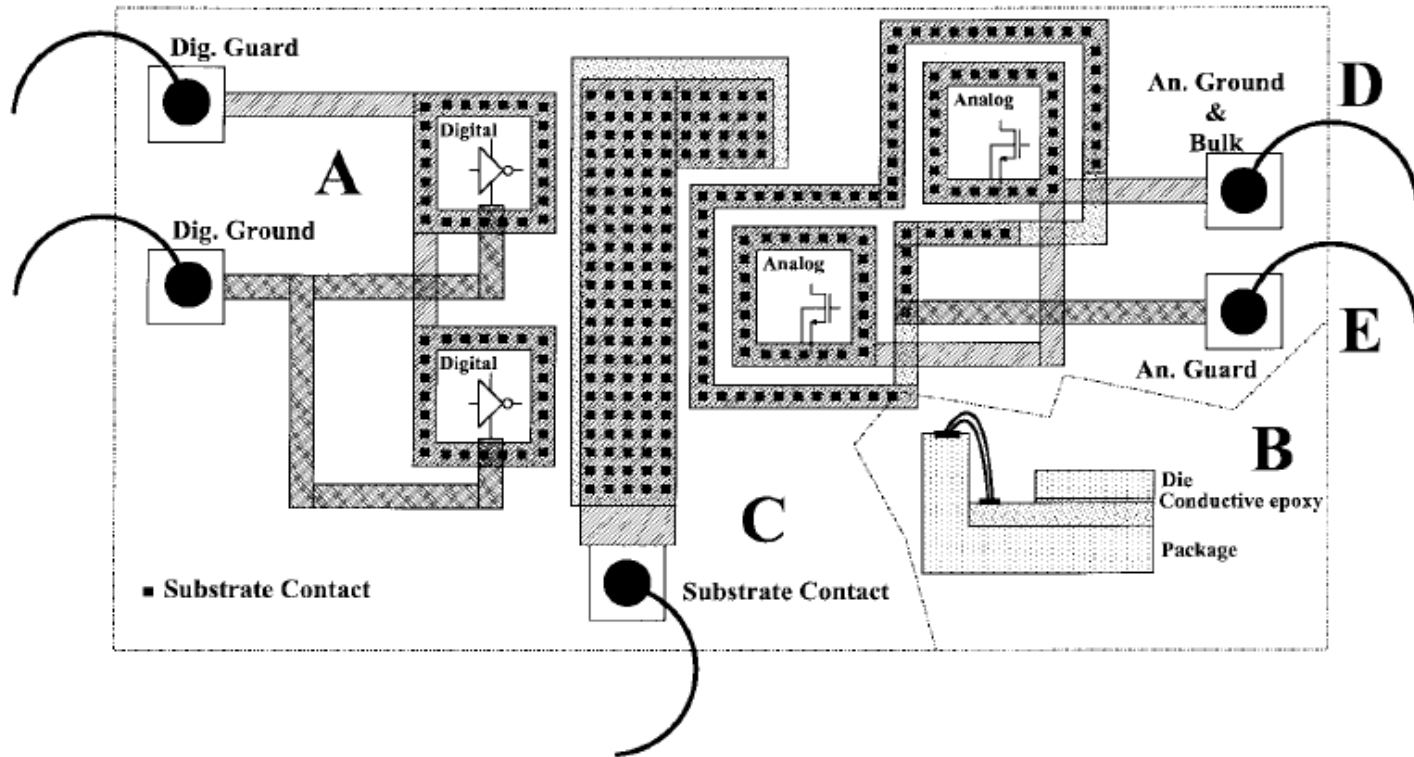 Dig. Guard
A
Digital
Dig. Ground
Digital
■ Substrate Contact
C
Substrate Contact
Analog
Analog
An. Ground
&
Bulk
D
E
An. Guard
B
Die
Conductive epoxy
Package